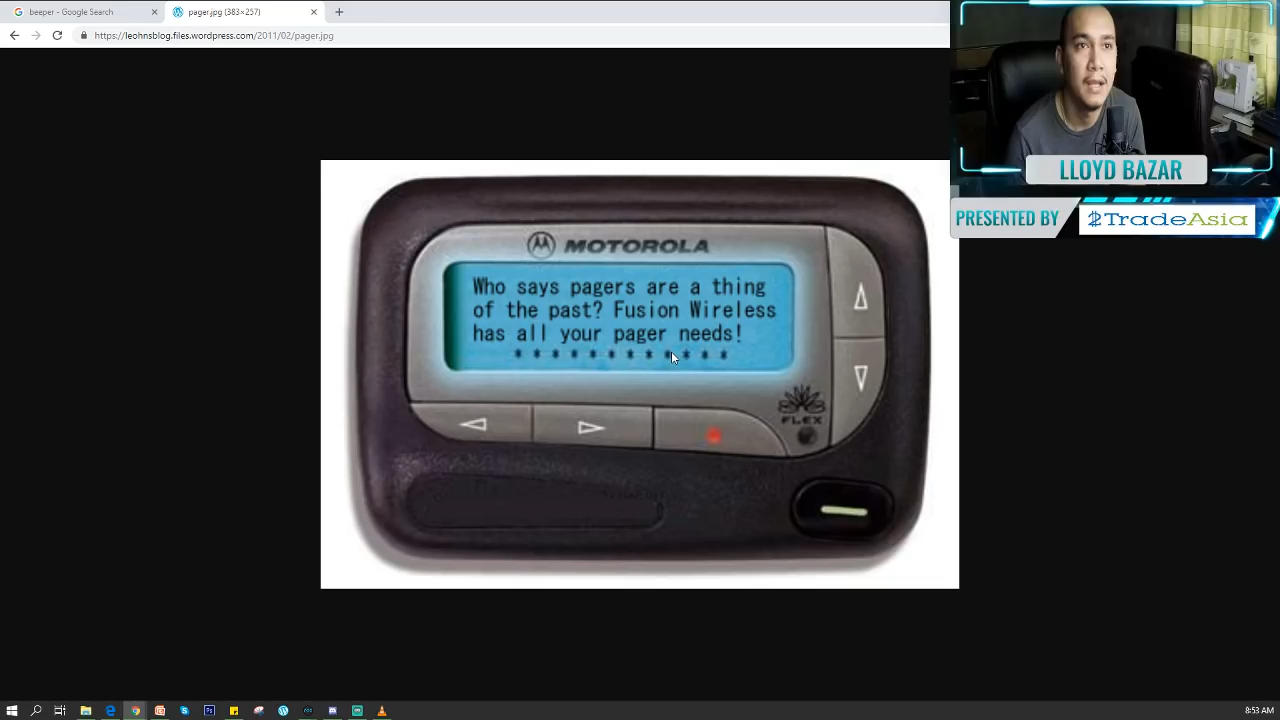 beeper - Google Search
pager.jpg (383×257)
https://leohnsblog.files.wordpress.com/2011/02/pager.jpg
LLOYD BAZAR
PRESENTED BY
TradeAsia
MOTOROLA
Who says pagers are a thing
of the past? Fusion Wireless
has all your pager needs!
* * * * * * * * * * * *
FLEX
8:53 AM